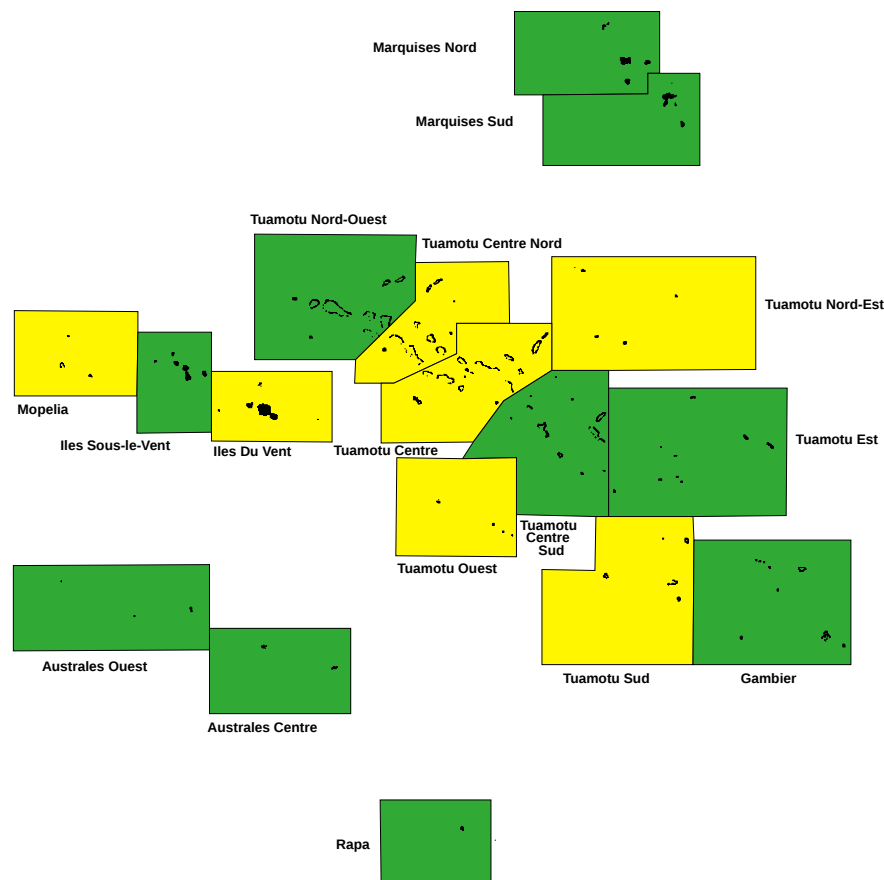 Marquises Nord
Marquises Sud
Tuamotu Nord-Ouest
Tuamotu Centre Nord
Tuamotu Nord-Est
Mopelia
Iles Sous-le-Vent
Iles Du Vent
Tuamotu Centre
Tuamotu Est
Tuamotu
Centre
Sud
Tuamotu Ouest
Australes Ouest
Tuamotu Sud
Gambier
Australes Centre
Rapa